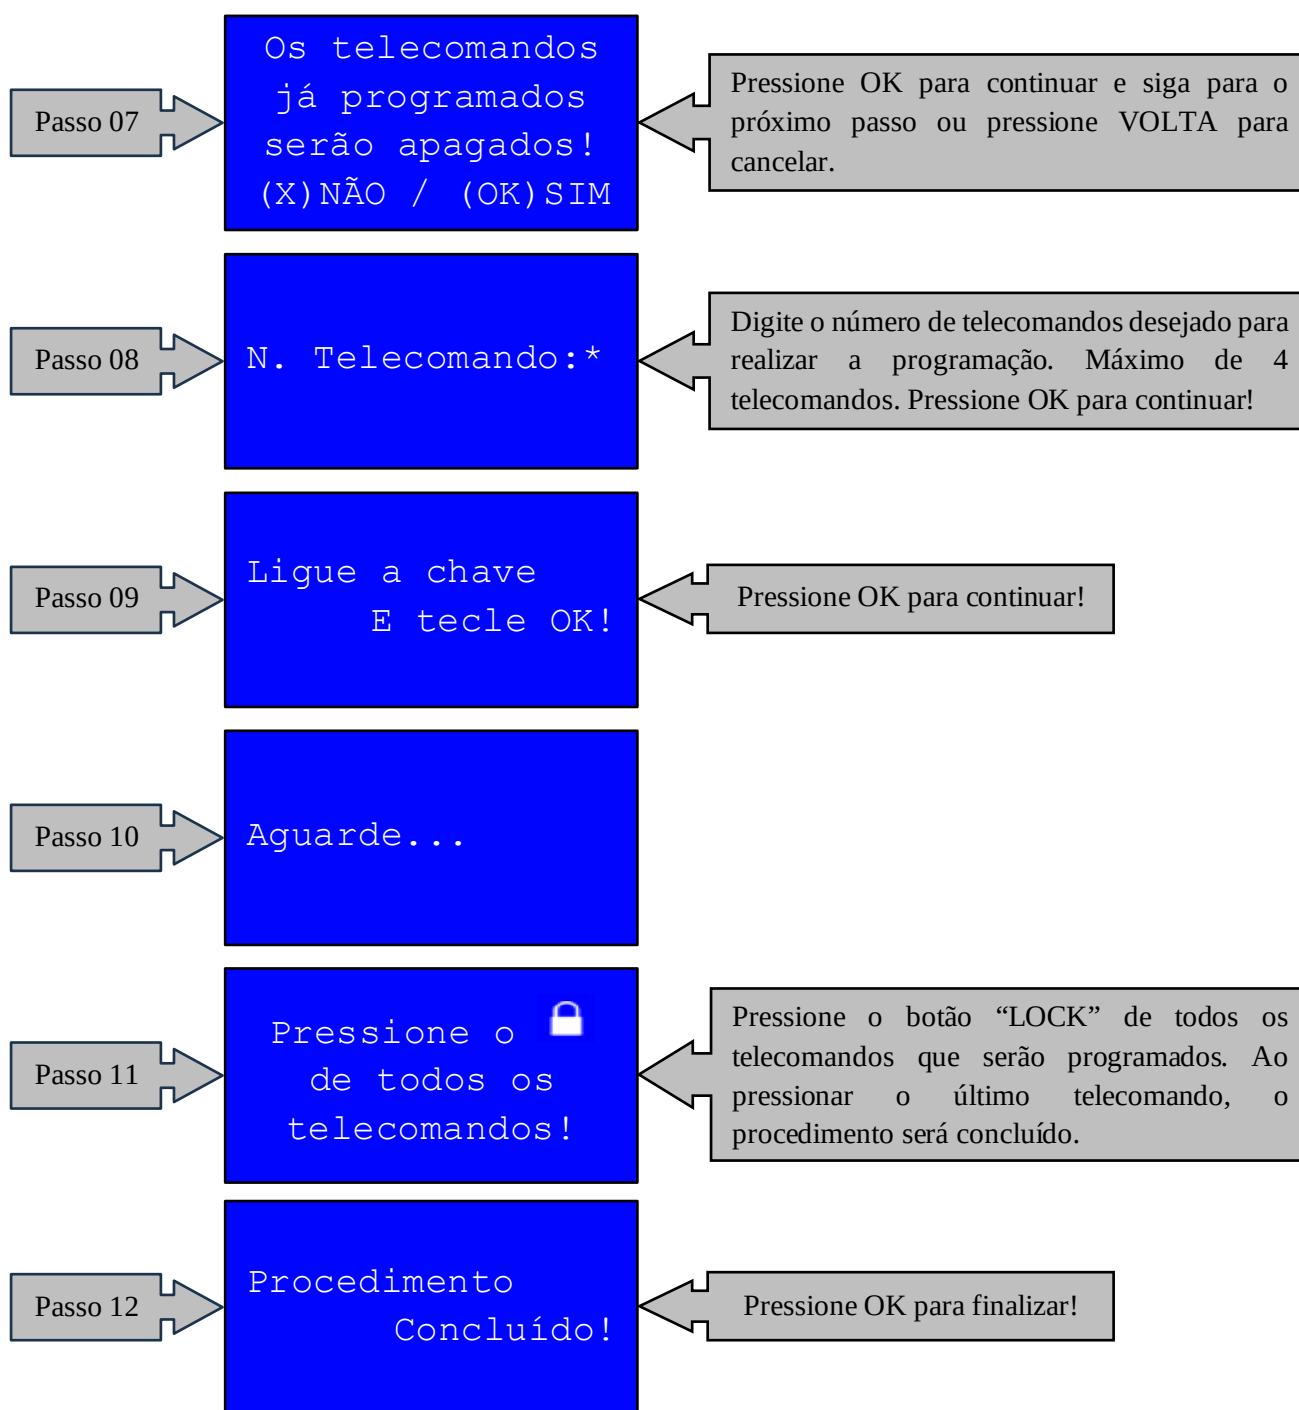 Passo 07
Os telecomandos
já programados
serão apagados!
(X)NÃO / (OK)SIM
Pressione OK para continuar e siga para o
próximo passo ou pressione VOLTA para
cancelar.
Passo 08
N. Telecomando:*
Digite o número de telecomandos desejado para
realizar a programação. Máximo de 4
telecomandos. Pressione OK para continuar!
Passo 09
Ligue a chave
E tecle OK!
Pressione OK para continuar!
Passo 10
Aguarde...
Passo 11
Pressione o
de todos os
telecomandos!
Pressione o botão “LOCK” de todos os
telecomandos que serão programados. Ao
pressionar o último telecomando, o
procedimento será concluído.
Passo 12
Procedimento
Concluído!
Pressione OK para finalizar!